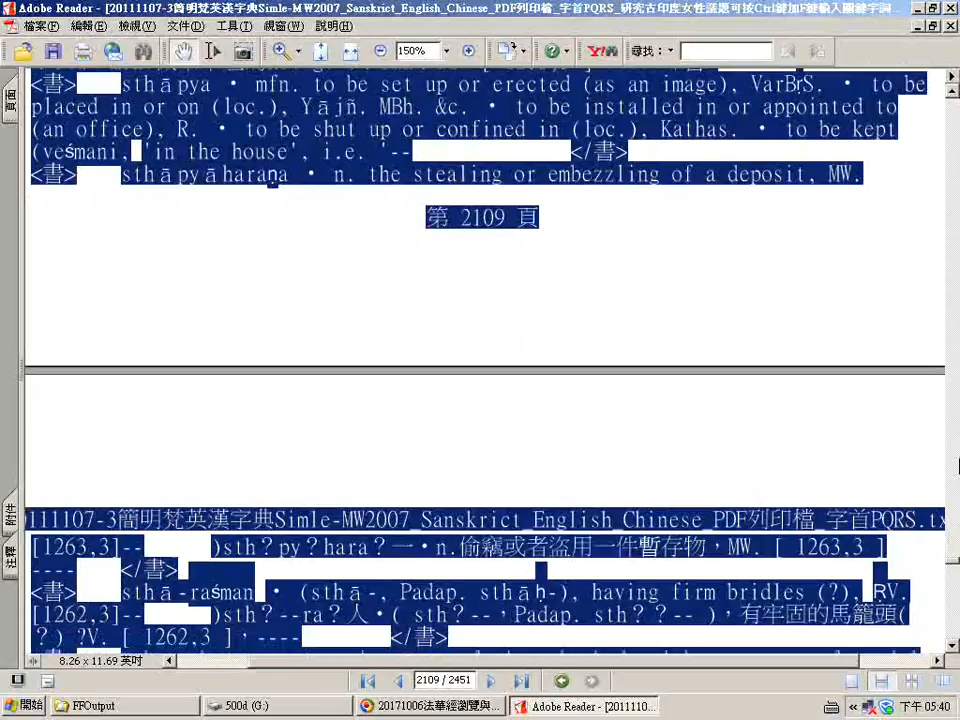 Adobe Reader - [20111107-3簡明梵英漢字典Simle-MW2007_Sanskrict_English_Chinese_PDF列印檔_字首PQRS_研究古印度女性議題可按Ctrl鍵加F鍵輸入關鍵字詞
檔案(F) 編輯(E) 檢視(V) 文件(D) 工具(T) 視窗(W) 說明(H)
150% Y! 尋找：
頁面
<書> sthāpya ‧ mfn. to be set up or erected (as an image), VarBṛS. ‧ to be
placed in or on (loc.), Yājñ. MBh. &c. ‧ to be installed in or appointed to
(an office), R. ‧ to be shut up or confined in (loc.), Kathas. ‧ to be kept
(veśmani, 'in the house', i.e. '-- </書>
<書> sthāpyāharaṇa ‧ n. the stealing or embezzling of a deposit, MW.
第 2109 頁
111107-3簡明梵英漢字典Simle-MW2007_Sanskrict_English_Chinese_PDF列印檔_字首PQRS.tx
[1263,3]-- )sth？py？hara？一‧n.偷竊或者盜用一件暫存物，MW. [ 1263,3 ]
---- </書>
<書> sthā-raśman ‧ (sthā-, Padap. sthāḥ-), having firm bridles (?), ṚV.
[1262,3]-- )sth？--ra？人‧( sth？--，Padap. sth？？-- )，有牢固的馬龍頭(
？) ?V. [ 1262,3 ]，---- </書>
附件
注釋
8.26 x 11.69 英吋
2109 / 2451
開始 FFOutput 500d (G:) 20171006法華經瀏覽與... Adobe Reader - [2011110... 下午 05:40